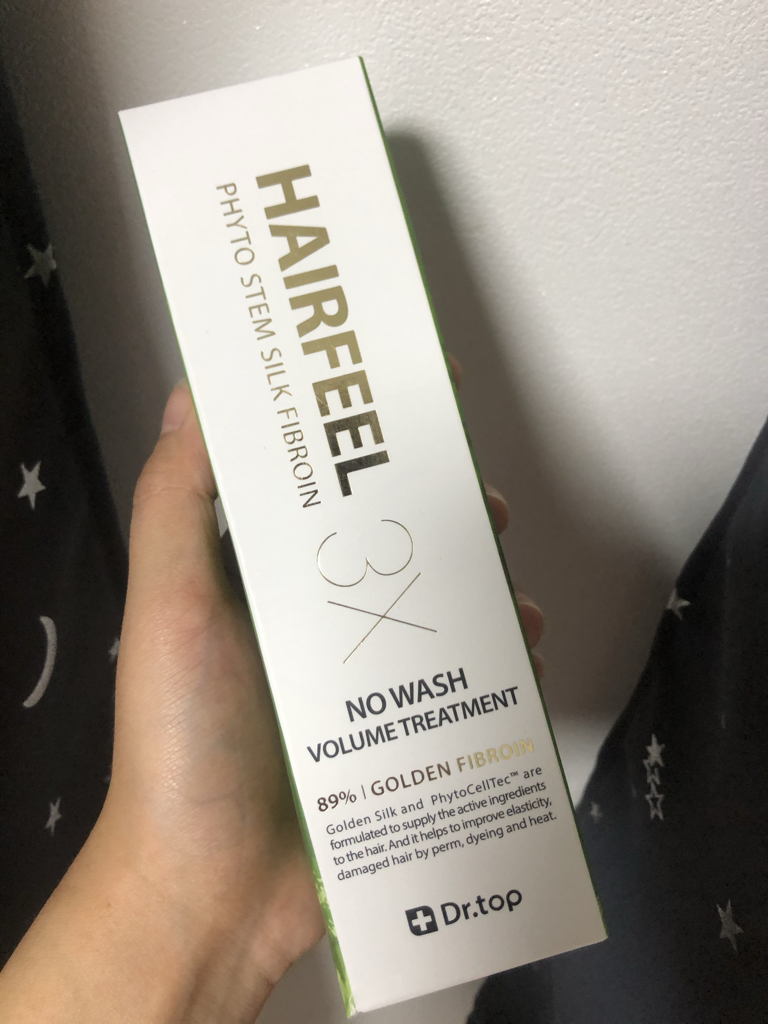 HAIRFEEL
PHYTO STEM SILK FIBROIN
3X
NO WASH
VOLUME TREATMENT
89% | GOLDEN FIBROIN
Golden Silk and PhytoCellTec™ are
formulated to supply the active ingredients
to the hair. And it helps to improve elasticity,
damaged hair by perm, dyeing and heat.
Dr.top